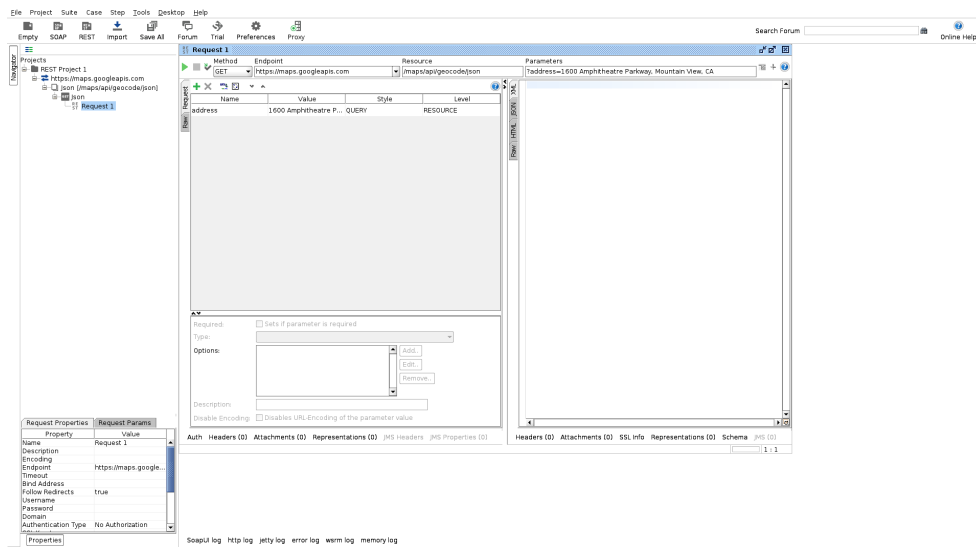 File Project Suite Case Step Tools Desktop Help
Empty SOAP REST Import Save All Forum Trial Preferences Proxy
Search Forum
Online Help
Navigator
Projects
REST Project 1
https://maps.googleapis.com
Json [/maps/api/geocode/json]
Json
Request 1
Request 1
Method Endpoint Resource Parameters
GET https://maps.googleapis.com /maps/api/geocode/json ?address=1600 Amphitheatre Parkway, Mountain View, CA
Request
Raw
Name Value Style Level
address 1600 Amphitheatre P... QUERY RESOURCE
Required: Sets if parameter is required
Type:
Options: Add..
Edit..
Remove..
Description:
Disable Encoding: Disables URL-Encoding of the parameter value
Auth Headers (0) Attachments (0) Representations (0) JMS Headers JMS Properties (0)
XML
JSON
HTML
Raw
Headers (0) Attachments (0) SSL Info Representations (0) Schema JMS (0)
1 : 1
Request Properties Request Params
Property Value
Name Request 1
Description
Encoding
Endpoint https://maps.google...
Timeout
Bind Address
Follow Redirects true
Username
Password
Domain
Authentication Type No Authorization
Properties
SoapUI log http log jetty log error log wsrm log memory log